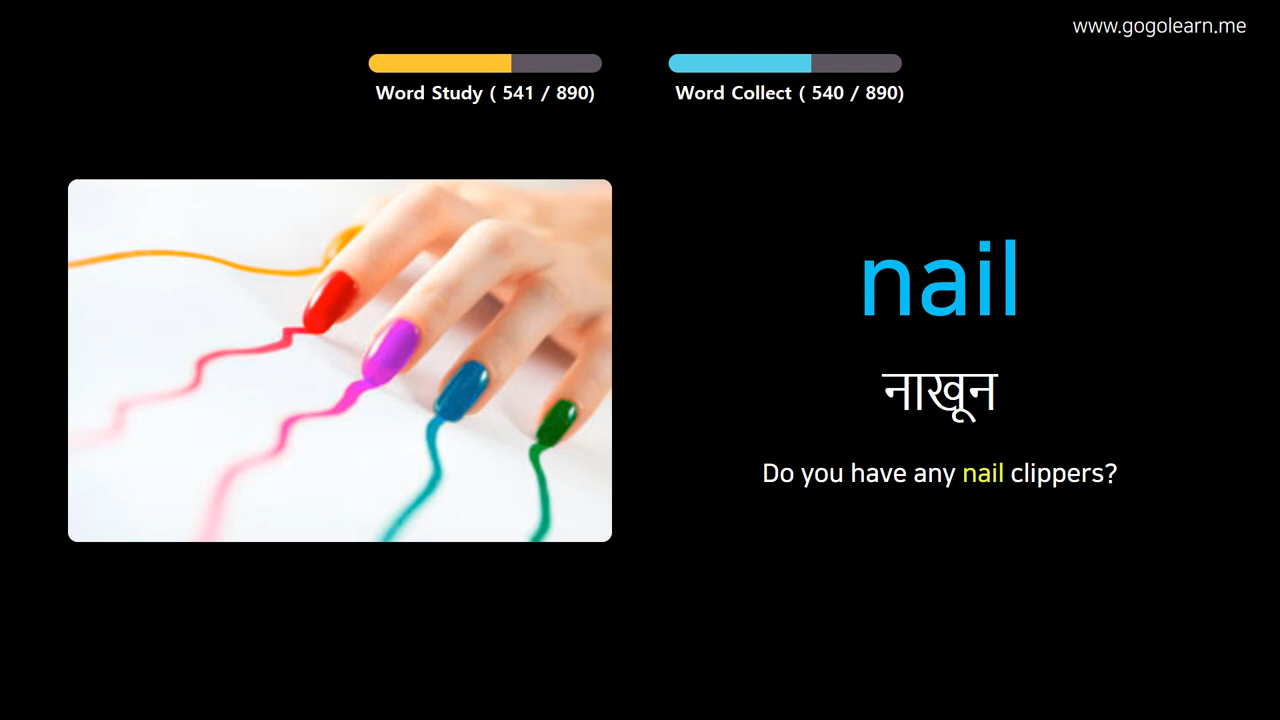 www.gogolearn.me
Word Study ( 541 / 890)
Word Collect ( 540 / 890)
nail
नाखून
Do you have any nail clippers?